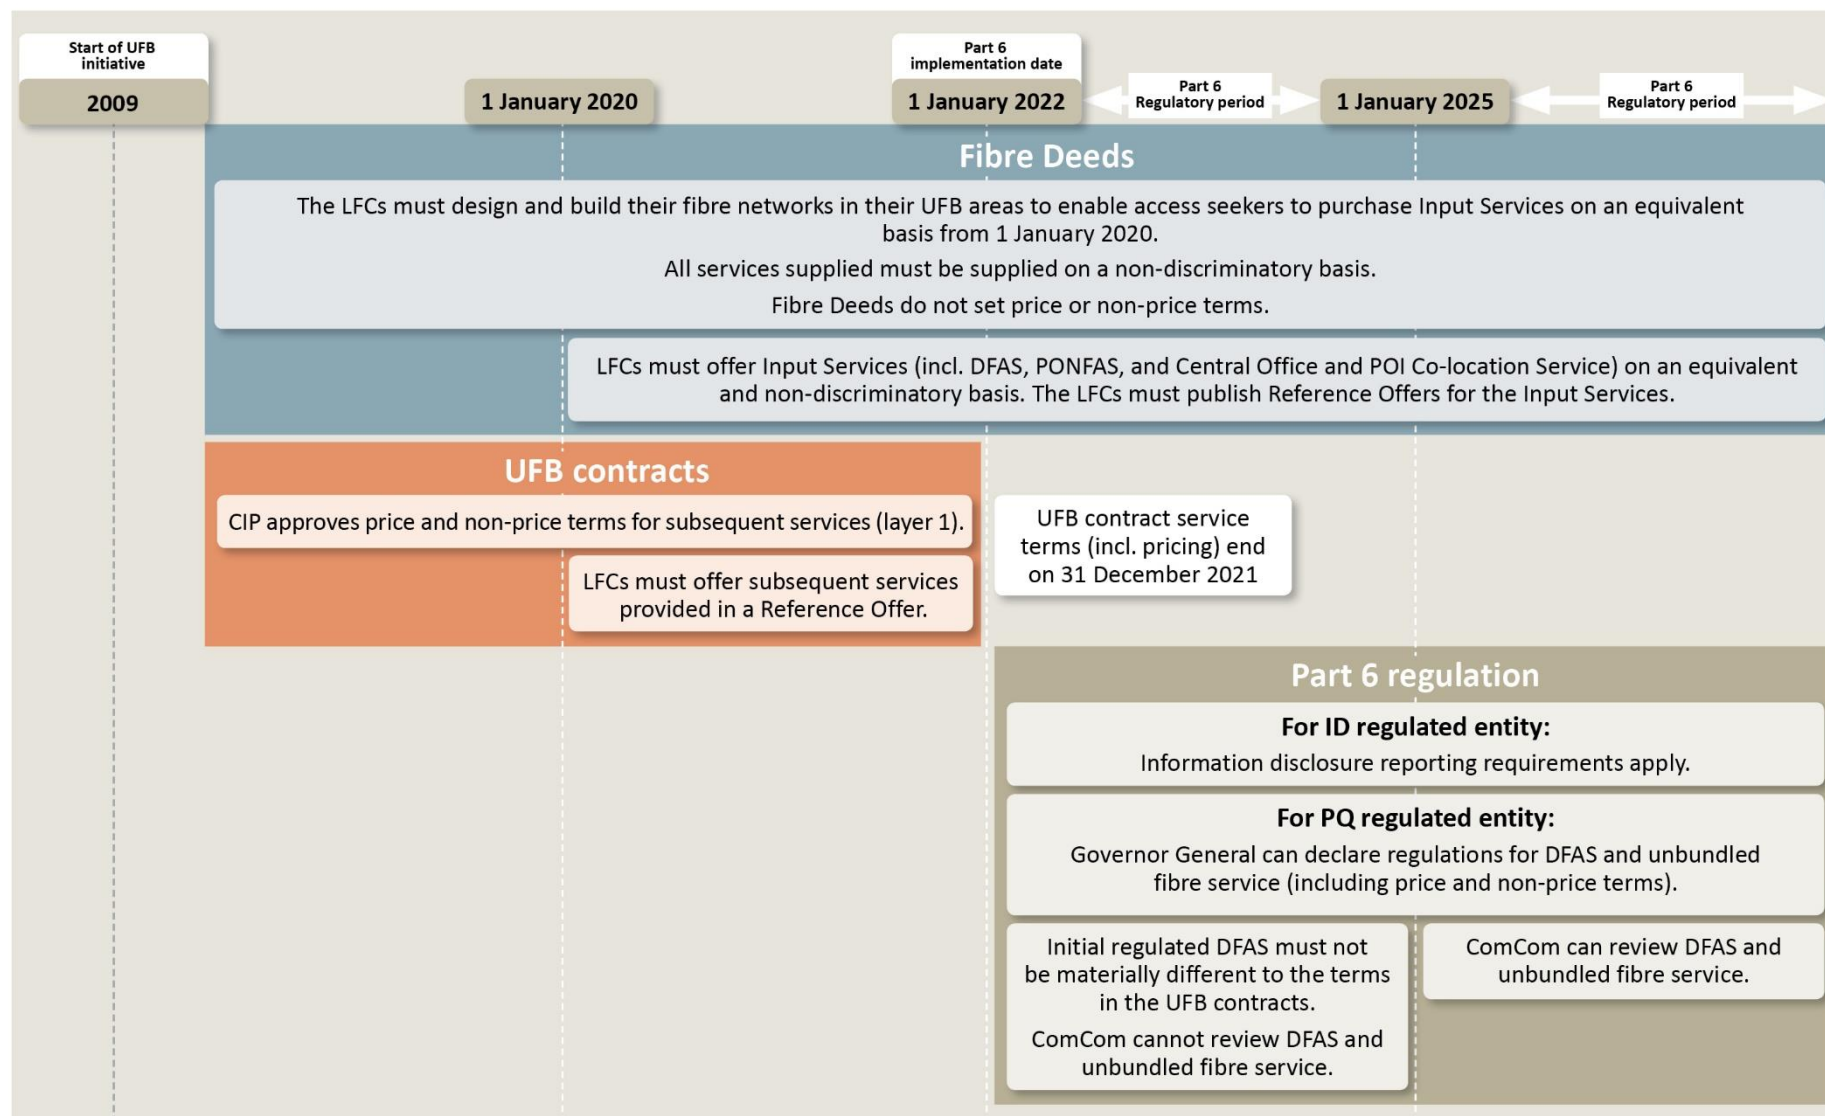 Start of UFB
initiative
2009
1 January 2020
Part 6
implementation date
1 January 2022
Part 6
Regulatory period
1 January 2025
Part 6
Regulatory period
Fibre Deeds
The LFCs must design and build their fibre networks in their UFB areas to enable access seekers to purchase Input Services on an equivalent
basis from 1 January 2020.
All services supplied must be supplied on a non-discriminatory basis.
Fibre Deeds do not set price or non-price terms.
LFCs must offer Input Services (incl. DFAS, PONFAS, and Central Office and POI Co-location Service) on an equivalent
and non-discriminatory basis. The LFCs must publish Reference Offers for the Input Services.
UFB contracts
CIP approves price and non-price terms for subsequent services (layer 1).
LFCs must offer subsequent services
provided in a Reference Offer.
UFB contract service
terms (incl. pricing) end
on 31 December 2021
Part 6 regulation
For ID regulated entity:
Information disclosure reporting requirements apply.
For PQ regulated entity:
Governor General can declare regulations for DFAS and unbundled
fibre service (including price and non-price terms).
Initial regulated DFAS must not
be materially different to the terms
in the UFB contracts.
ComCom cannot review DFAS and
unbundled fibre service.
ComCom can review DFAS and
unbundled fibre service.